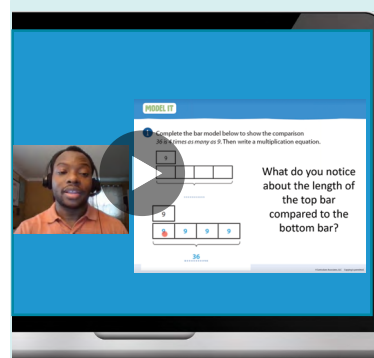 MODEL IT
Complete the bar model below to show the comparison
36 is 4 times as many as 9. Then write a multiplication equation.
9
What do you notice
about the length of
the top bar
compared to the
bottom bar?
9
9 9 9 9
36